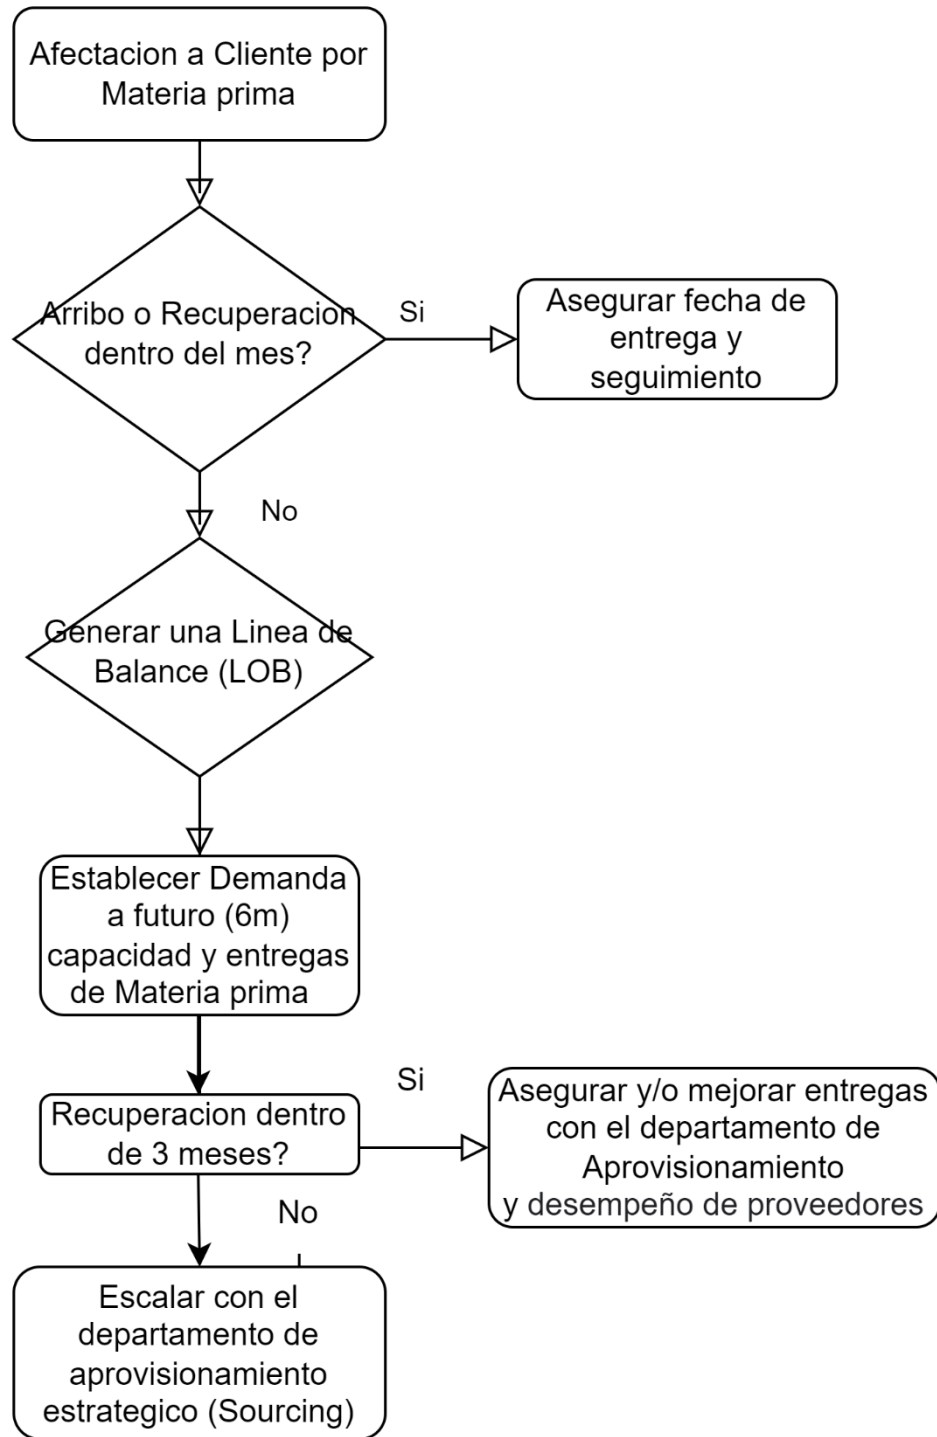 Afectacion a Cliente por
Materia prima
Arribo o Recuperacion
dentro del mes?
Si
Asegurar fecha de
entrega y
seguimiento
No
Generar una Linea de
Balance (LOB)
Establecer Demanda
a futuro (6m)
capacidad y entregas
de Materia prima
Recuperacion dentro
de 3 meses?
Si
Asegurar y/o mejorar entregas
con el departamento de
Aprovisionamiento
y desempeño de proveedores
No
Escalar con el
departamento de
aprovisionamiento
estrategico (Sourcing)